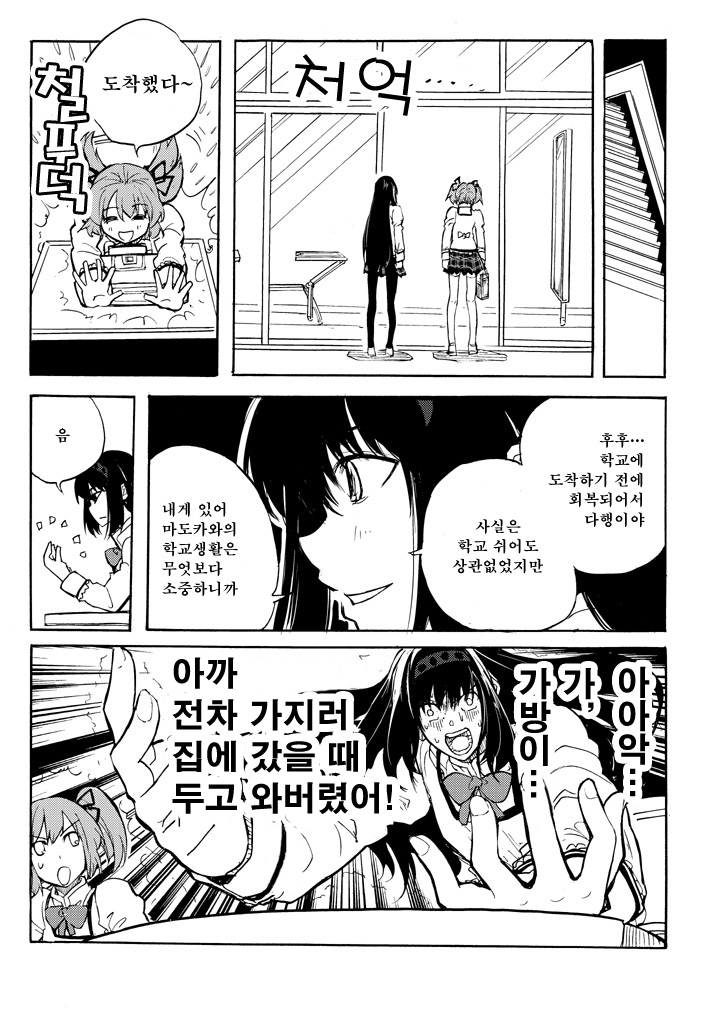 처억……
도착했다~
철푸덕
후후…
학교에
도착하기 전에
회복되어서
다행이야
사실은
학교 쉬어도
상관없었지만
내게 있어
마도카와의
학교생활은
무엇보다
소중하니까
음
아아악…
가,
가방이…
아까
전차 가지러
집에 갔을 때
두고 와버렸어!